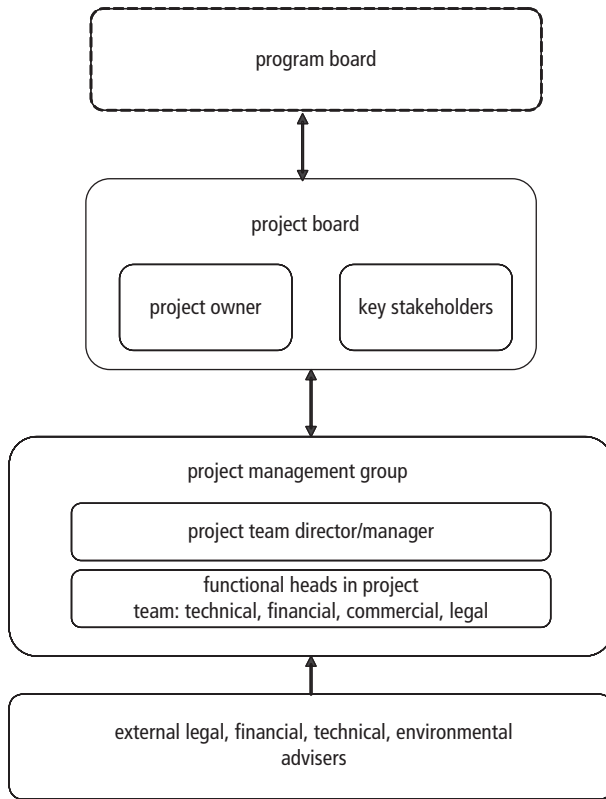 program board
project board
project owner
key stakeholders
project management group
project team director/manager
functional heads in project
team: technical, financial, commercial, legal
external legal, financial, technical, environmental
advisers